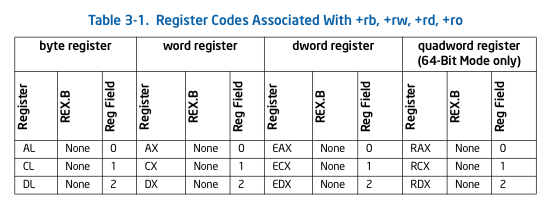 Table 3-1. Register Codes Associated With +rb, +rw, +rd, +ro
byte register word register dword register quadword register (64-Bit Mode only)
Register REX.B Reg Field Register REX.B Reg Field Register REX.B Reg Field Register REX.B Reg Field
AL None 0 AX None 0 EAX None 0 RAX None 0
CL None 1 CX None 1 ECX None 1 RCX None 1
DL None 2 DX None 2 EDX None 2 RDX None 2